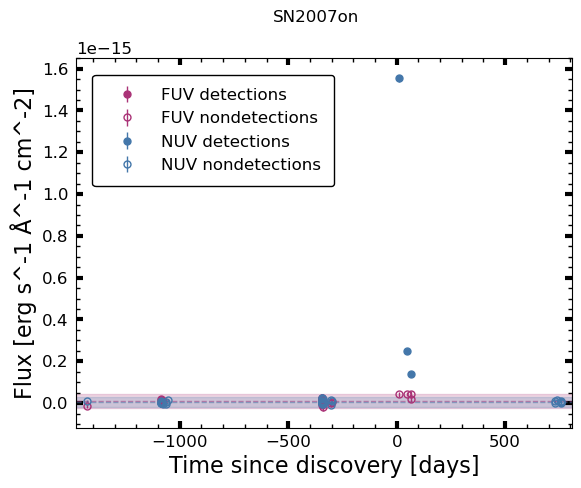 SN2007on
1e−15
1.6
1.4
1.2
1.0
0.8
0.6
0.4
0.2
0.0
Flux [erg s^-1 Å^-1 cm^-2]
FUV detections
FUV nondetections
NUV detections
NUV nondetections
−1000
−500
0
500
Time since discovery [days]